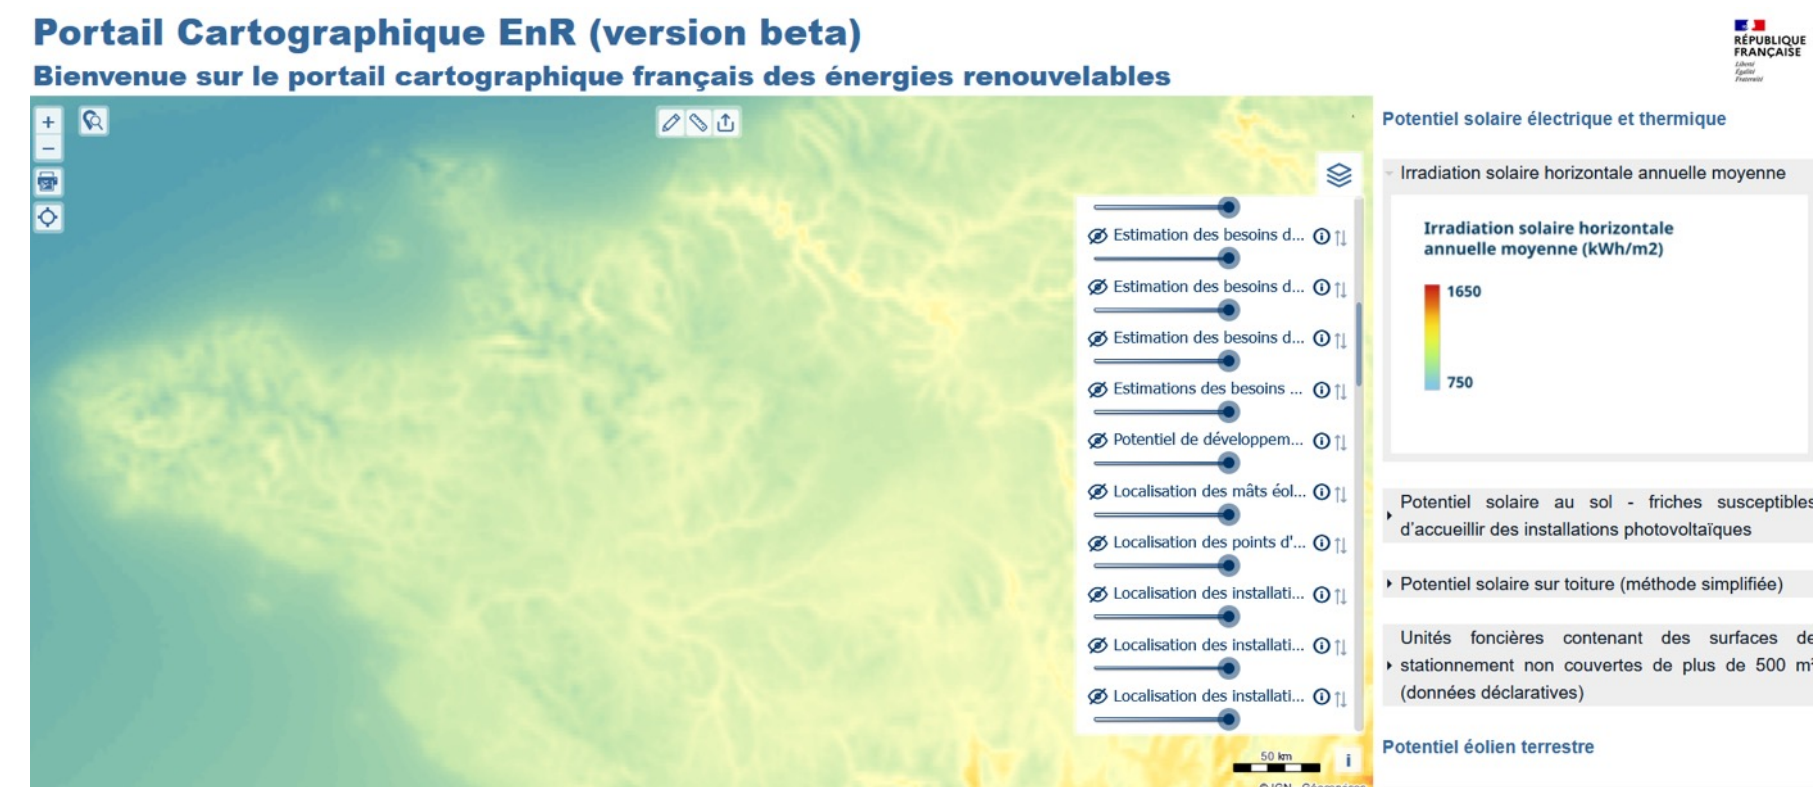 Portail Cartographique EnR (version beta)
Bienvenue sur le portail cartographique français des énergies renouvelables
RÉPUBLIQUE
FRANÇAISE
Liberté
Égalité
Fraternité
+
−
Estimation des besoins d...
Estimation des besoins d...
Estimation des besoins d...
Estimations des besoins ...
Potentiel de développem...
Localisation des mâts éol...
Localisation des points d'...
Localisation des installati...
Localisation des installati...
Localisation des installati...
50 km
i
Potentiel solaire électrique et thermique
Irradiation solaire horizontale annuelle moyenne
Irradiation solaire horizontale
annuelle moyenne (kWh/m2)
1650
750
Potentiel solaire au sol - friches susceptibles
d'accueillir des installations photovoltaïques
Potentiel solaire sur toiture (méthode simplifiée)
Unités foncières contenant des surfaces de
stationnement non couvertes de plus de 500 m²
(données déclaratives)
Potentiel éolien terrestre